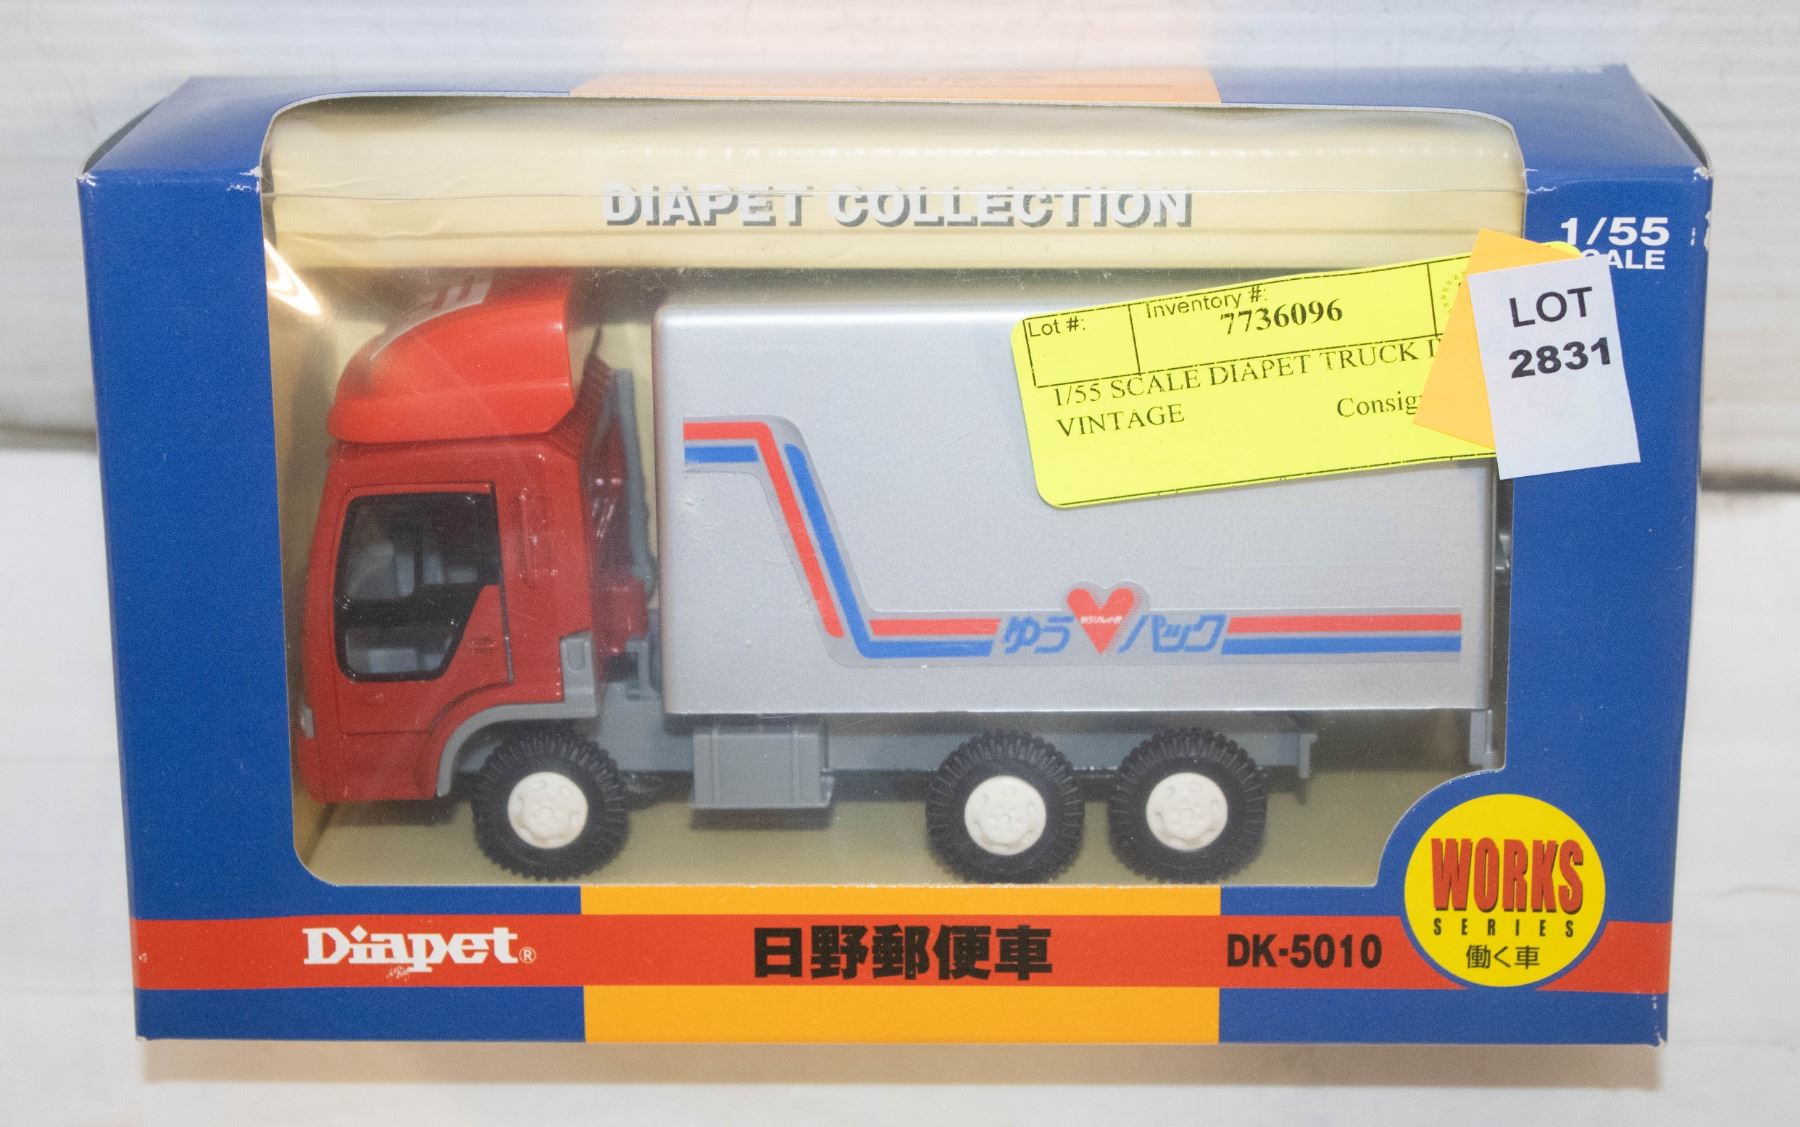 DIAPET COLLECTION
1/55
Lot #:
Inventory #:
7736096
1/55 SCALE DIAPET TRUCK
VINTAGE
LOT
2831
ゆう パック
Diapet®
日野郵便車
DK-5010
WORKS
SERIES
働く車